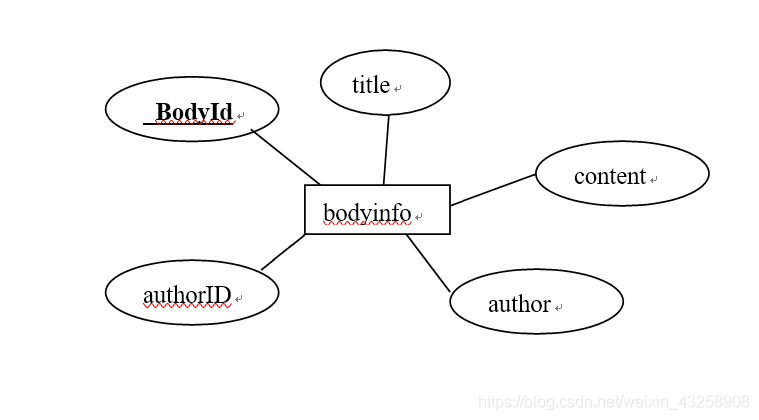 title
BodyId
content
bodyinfo
authorID
author
https://blog.csdn.net/weixin_43258908